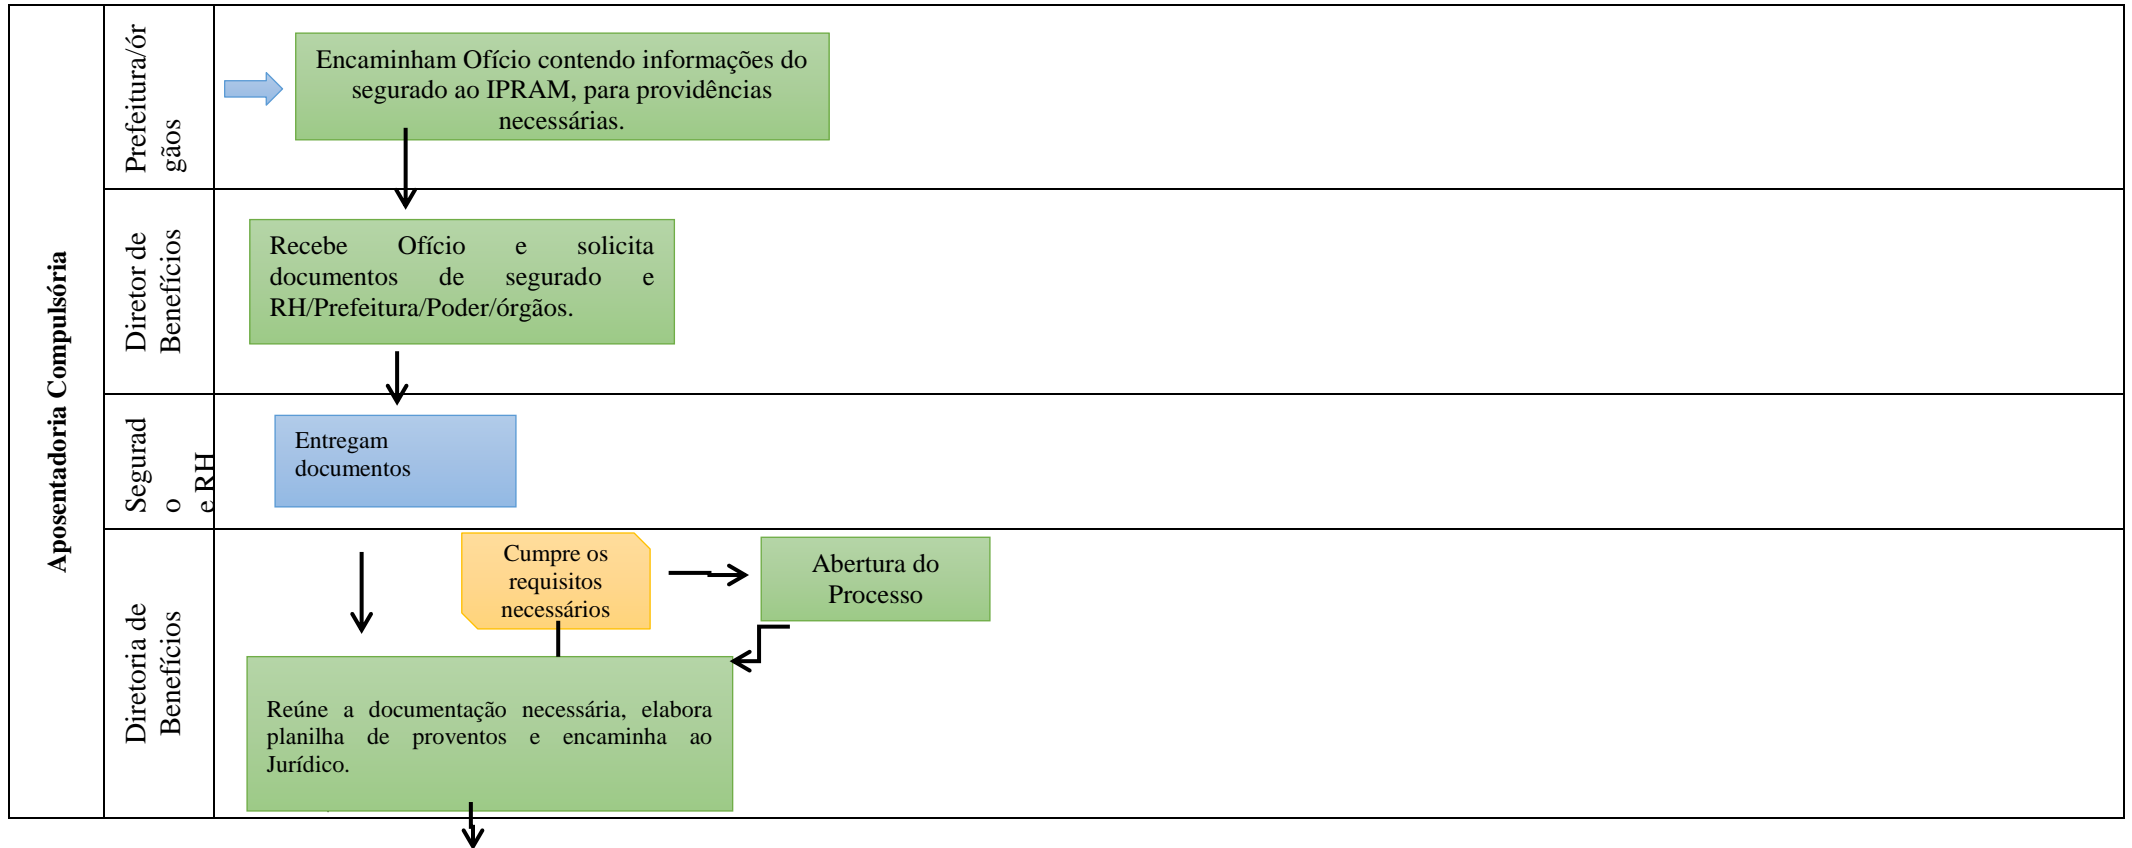 Aposentadoria Compulsória
Prefeitura/ór
gãos
Encaminham Ofício contendo informações do
segurado ao IPRAM, para providências
necessárias.
Diretor de
Benefícios
Recebe Ofício e solicita
documentos de segurado e
RH/Prefeitura/Poder/órgãos.
Segurad
o
e RH
Entregam
documentos
Diretoria de
Benefícios
Cumpre os
requisitos
necessários
Abertura do
Processo
Reúne a documentação necessária, elabora
planilha de proventos e encaminha ao
Jurídico.